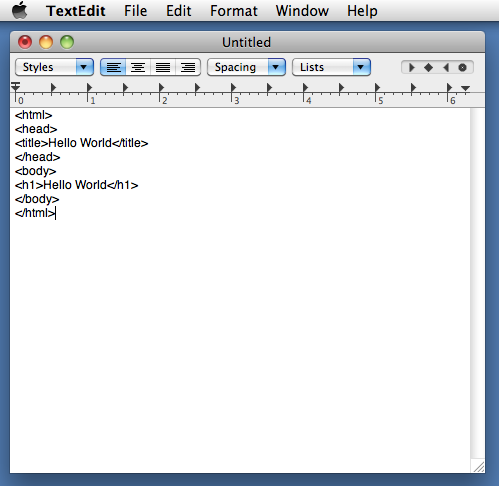 TextEdit File Edit Format Window Help
Untitled
Styles Spacing Lists
0 1 2 3 4 5 6
<html>
<head>
<title>Hello World</title>
</head>
<body>
<h1>Hello World</h1>
</body>
</html>